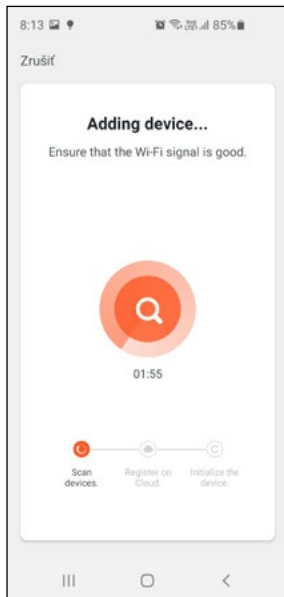 8:13 85%
Zrušiť
Adding device...
Ensure that the Wi-Fi signal is good.
01:55
Scan devices.
Register on Cloud.
Initialize the device.